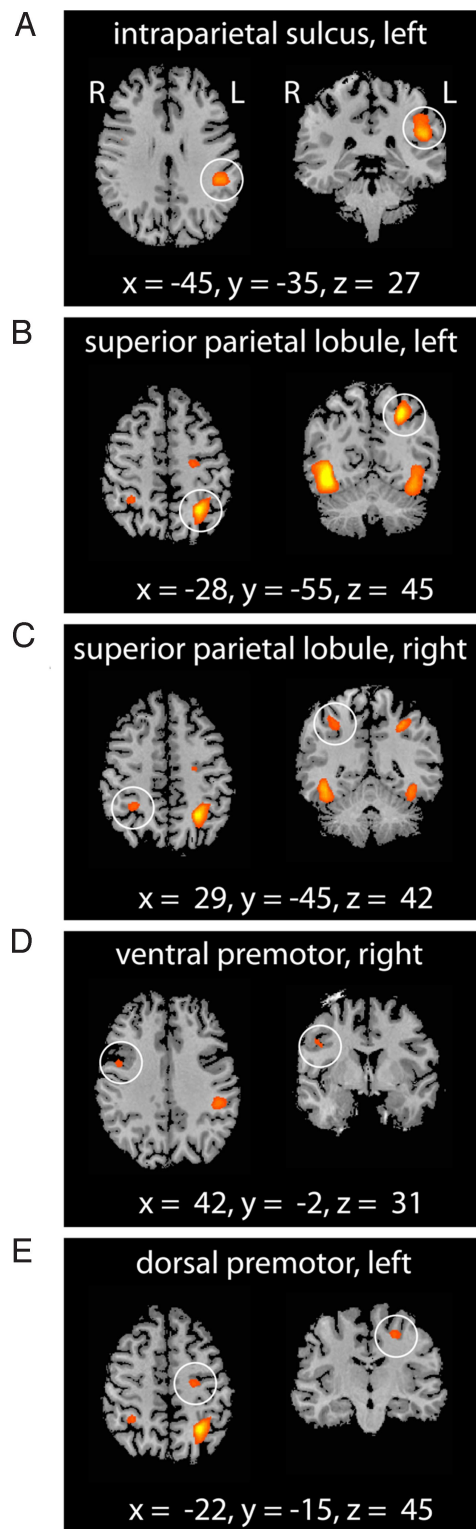 A
intraparietal sulcus, left
R L R L
x = -45, y = -35, z = 27
B
superior parietal lobule, left
x = -28, y = -55, z = 45
C
superior parietal lobule, right
x = 29, y = -45, z = 42
D
ventral premotor, right
x = 42, y = -2, z = 31
E
dorsal premotor, left
x = -22, y = -15, z = 45